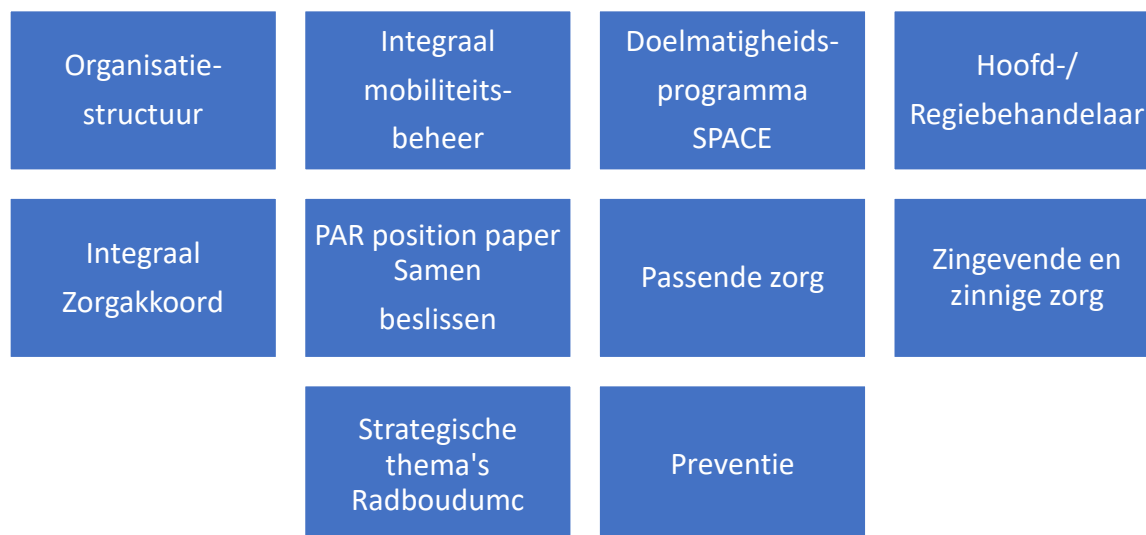 Organisatie-
structuur
Integraal
mobiliteits-
beheer
Doelmatigheids-
programma
SPACE
Hoofd-/
Regiebehandelaar
Integraal
Zorgakkoord
PAR position paper
Samen
beslissen
Passende zorg
Zingevende en
zinnige zorg
Strategische
thema's
Radboudumc
Preventie